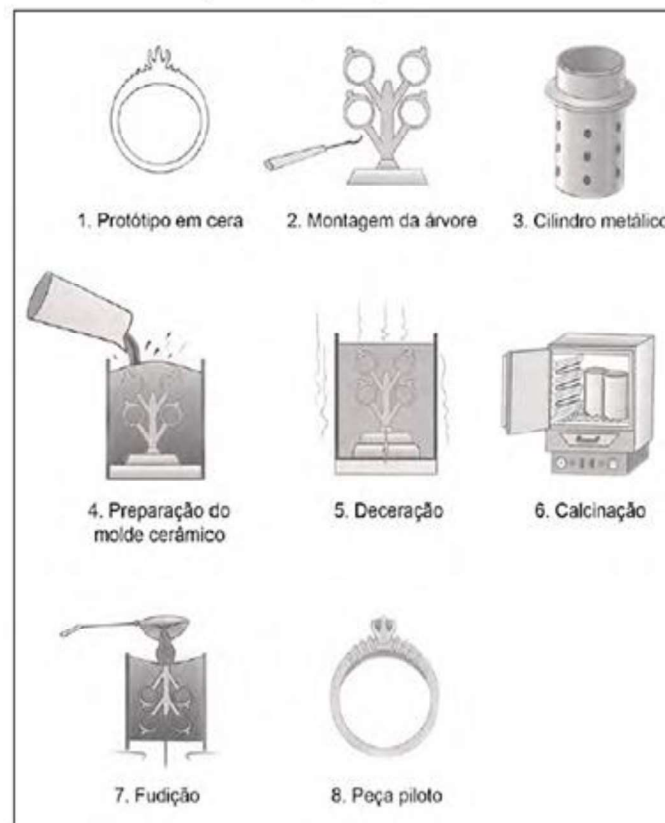 1. Protótipo em cera
2. Montagem da árvore
3. Cilindro metálico
4. Preparação do
molde cerâmico
5. Deceração
6. Calcinação
7. Fudição
8. Peça piloto